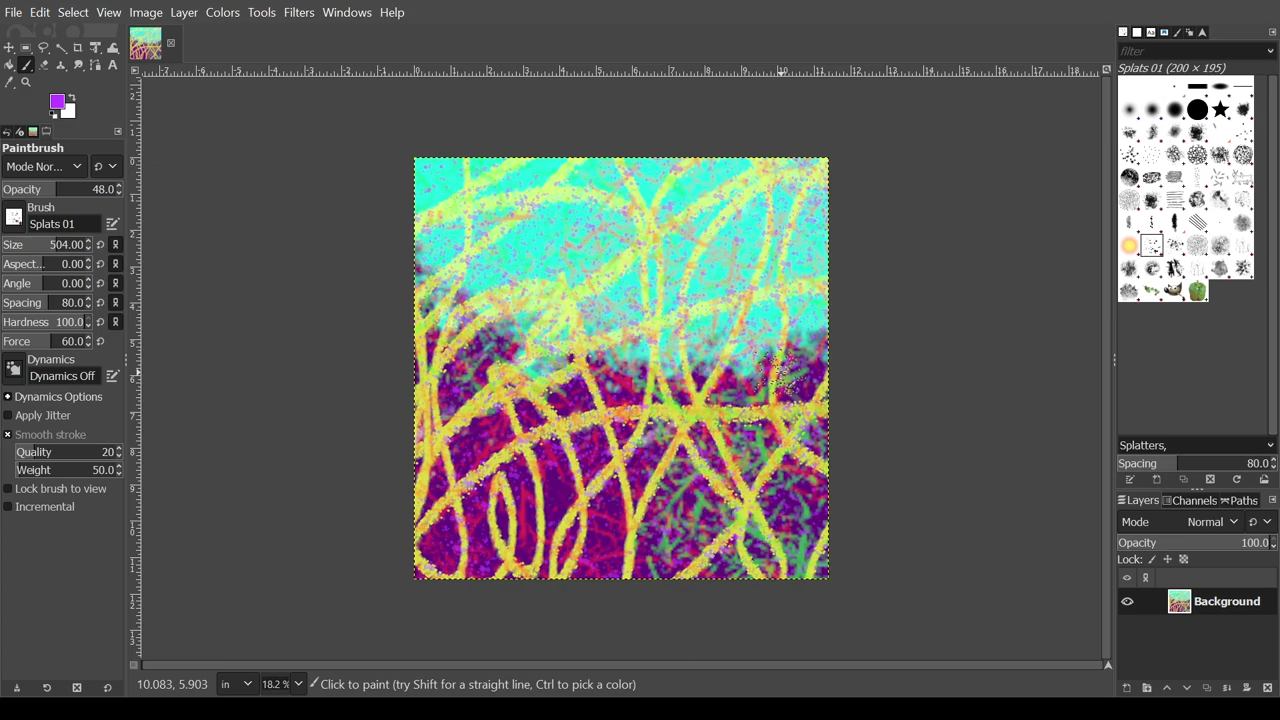 File Edit Select View Image Layer Colors Tools Filters Windows Help
filter
Splats 01 (200 × 195)
Paintbrush
Mode Nor...
Opacity 48.0
Brush
Splats 01
Size 504.00
Aspect... 0.00
Angle 0.00
Spacing 80.0
Hardness 100.0
Force 60.0
Dynamics
Dynamics Off
Dynamics Options
Apply Jitter
Smooth stroke
Quality 20
Weight 50.0
Lock brush to view
Incremental
Splatters,
Spacing 80.0
Layers Channels Paths
Mode Normal
Opacity 100.0
Lock:
Background
10.083, 5.903 in 18.2 % Click to paint (try Shift for a straight line, Ctrl to pick a color)